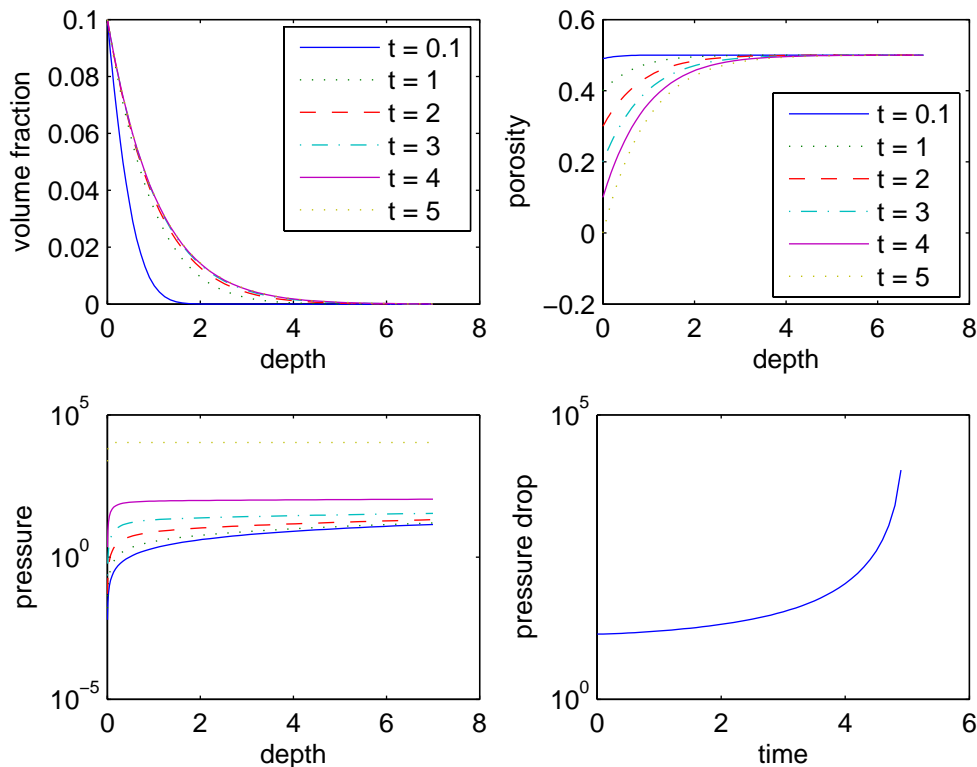 0.1
0.08
0.06
0.04
0.02
0
0 2 4 6 8
volume fraction
depth
t = 0.1
t = 1
t = 2
t = 3
t = 4
t = 5
0.6
0.4
0.2
0
−0.2
0 2 4 6 8
porosity
depth
t = 0.1
t = 1
t = 2
t = 3
t = 4
t = 5
10^5
10^0
10^−5
0 2 4 6 8
pressure
depth
10^5
10^0
0 2 4 6
pressure drop
time